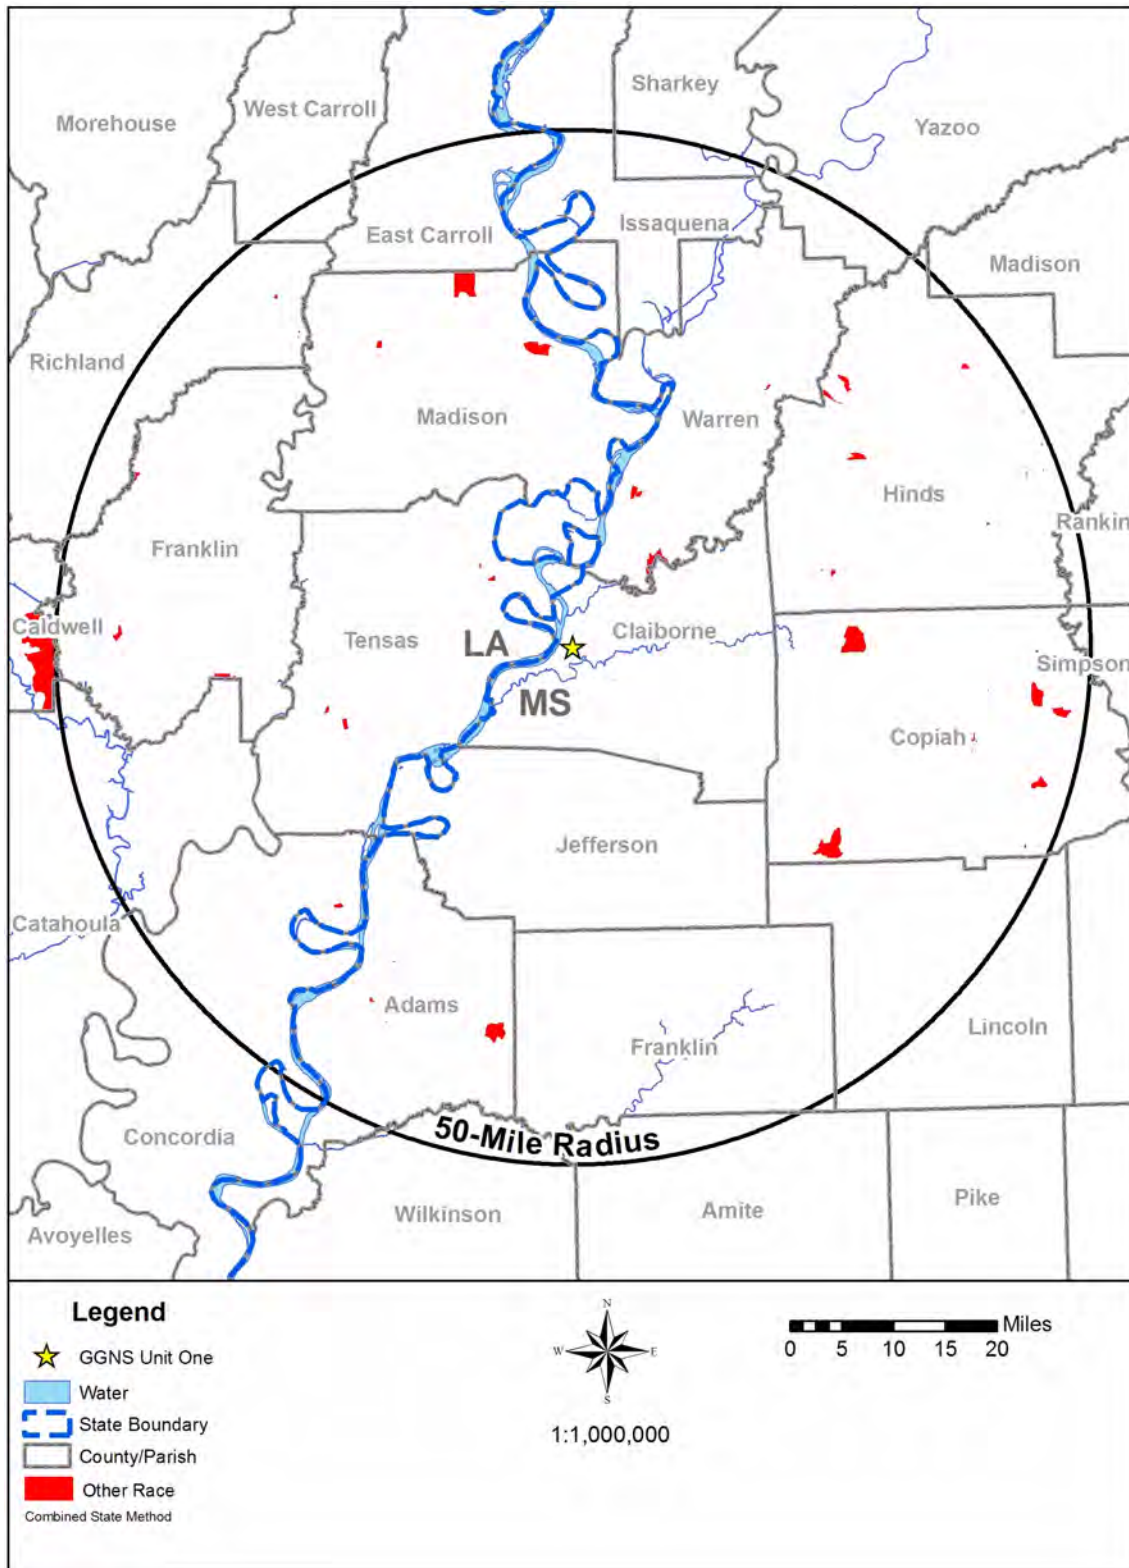 Sharkey
West Carroll
Morehouse
Yazoo
Issaquena
East Carroll
Madison
Richland
Madison
Warren
Hinds
Rankin
Franklin
Caldwell
Claiborne
Tensas
LA
Simpson
MS
Copiah
Jefferson
Catahoula
Adams
Lincoln
Franklin
50-Mile Radius
Concordia
Pike
Amite
Wilkinson
Avoyelles
Legend
GGNS Unit One
Water
State Boundary
County/Parish
Other Race
Combined State Method
N
W E
S
1:1,000,000
Miles
0 5 10 15 20